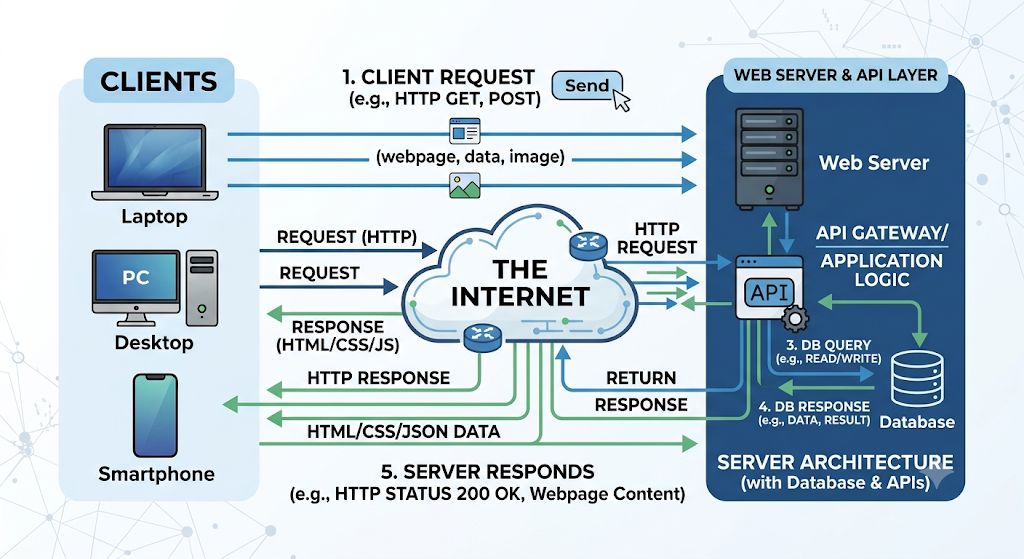 CLIENTS
Laptop
PC
Desktop
Smartphone
1. CLIENT REQUEST
(e.g., HTTP GET, POST)
Send
(webpage, data, image)
REQUEST (HTTP)
REQUEST
RESPONSE
(HTML/CSS/JS)
HTTP RESPONSE
HTML/CSS/JSON DATA
THE
INTERNET
HTTP
REQUEST
RETURN
RESPONSE
5. SERVER RESPONDS
(e.g., HTTP STATUS 200 OK, Webpage Content)
WEB SERVER & API LAYER
Web Server
API GATEWAY/
APPLICATION
LOGIC
API
3. DB QUERY
(e.g., READ/WRITE)
4. DB RESPONSE
(e.g., DATA, RESULT)
Database
SERVER ARCHITECTURE
(with Database & APIs)